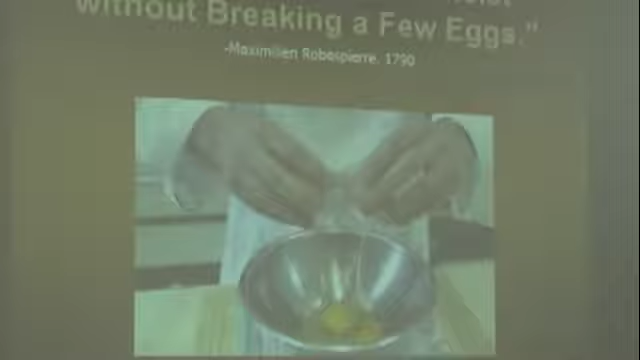 without Breaking a Few Eggs."
-Maximilien Robespierre, 1790